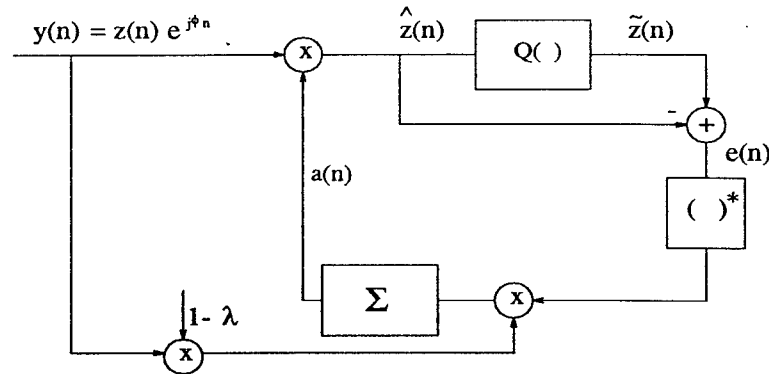 y(n) = z(n) e^{jϕn}
x
ẑ(n)
Q( )
z̃(n)
-
+
e(n)
a(n)
( )*
Σ
x
1- λ
x